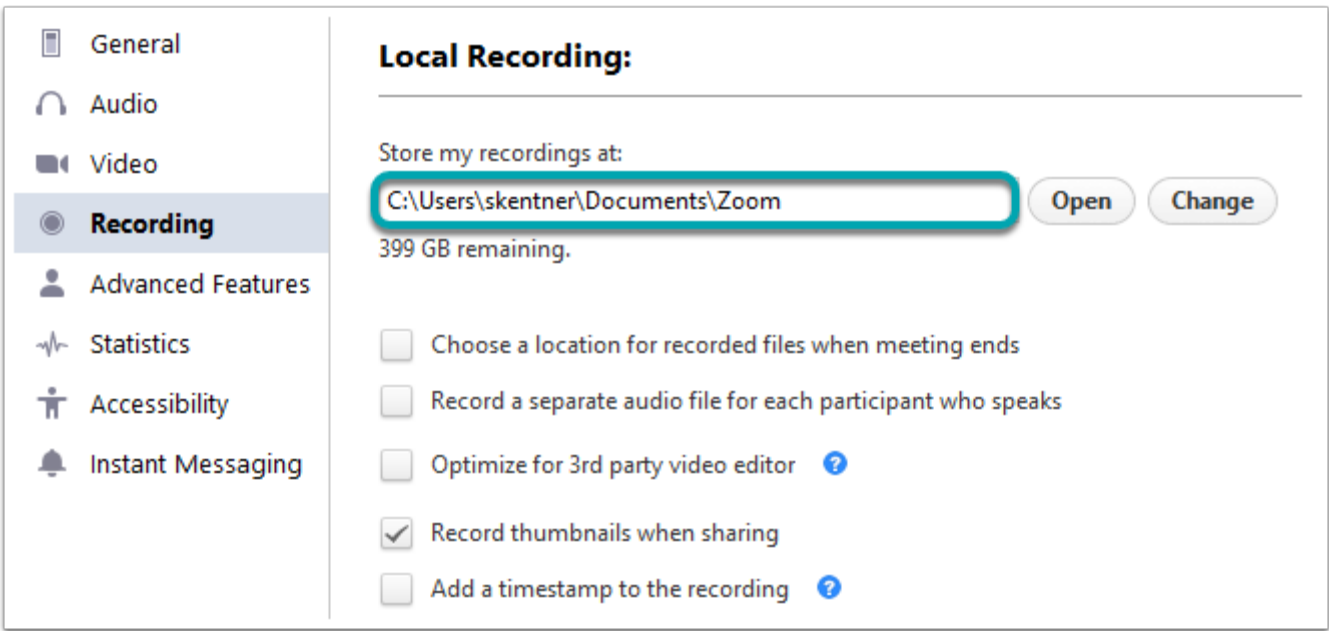 General
Audio
Video
Recording
Advanced Features
Statistics
Accessibility
Instant Messaging
Local Recording:
Store my recordings at:
C:\Users\skentner\Documents\Zoom
Open
Change
399 GB remaining.
Choose a location for recorded files when meeting ends
Record a separate audio file for each participant who speaks
Optimize for 3rd party video editor ?
Record thumbnails when sharing
Add a timestamp to the recording ?